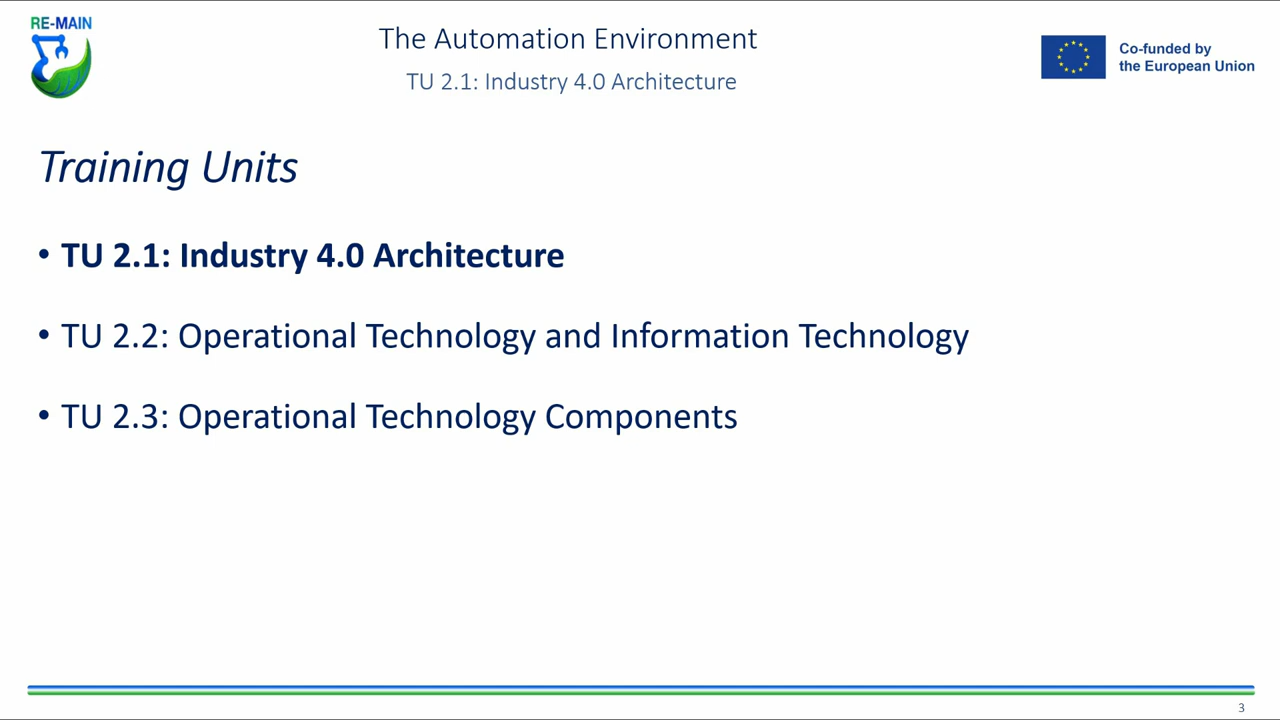 RE-MAIN
The Automation Environment
TU 2.1: Industry 4.0 Architecture
Co-funded by
the European Union
Training Units
• TU 2.1: Industry 4.0 Architecture
• TU 2.2: Operational Technology and Information Technology
• TU 2.3: Operational Technology Components
3